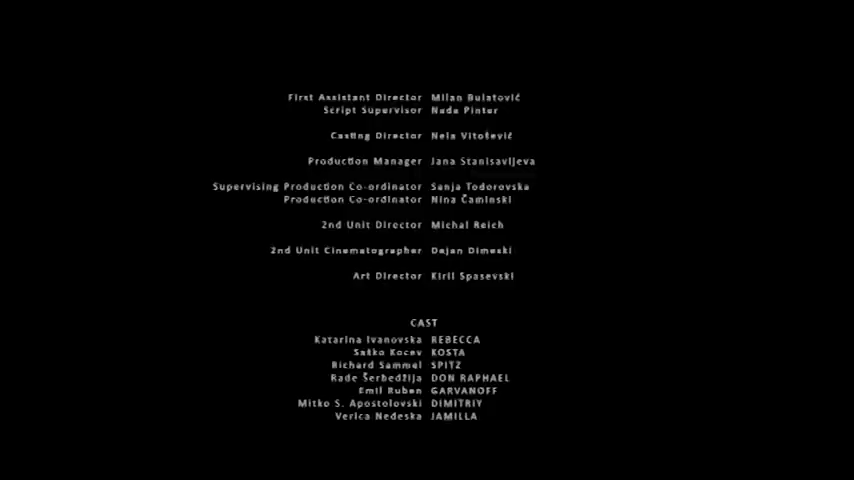 First Assistant Director Milan Bulatović
Script Supervisor Nada Pinter
Casting Director Nela Vitošević
Production Manager Jana Stanisavljeva
Supervising Production Co-ordinator Sanja Todorovska
Production Co-ordinator Nina Čaminski
2nd Unit Director Michal Reich
2nd Unit Cinematographer Dejan Dimeski
Art Director Kiril Spasevski
CAST
Katarina Ivanovska REBECCA
Saško Kocev KOSTA
Richard Sammel SPITZ
Rade Šerbedžija DON RAPHAEL
Emil Ruben GARVANOFF
Mitko S. Apostolovski DIMITRIY
Verica Nedeska JAMILLA